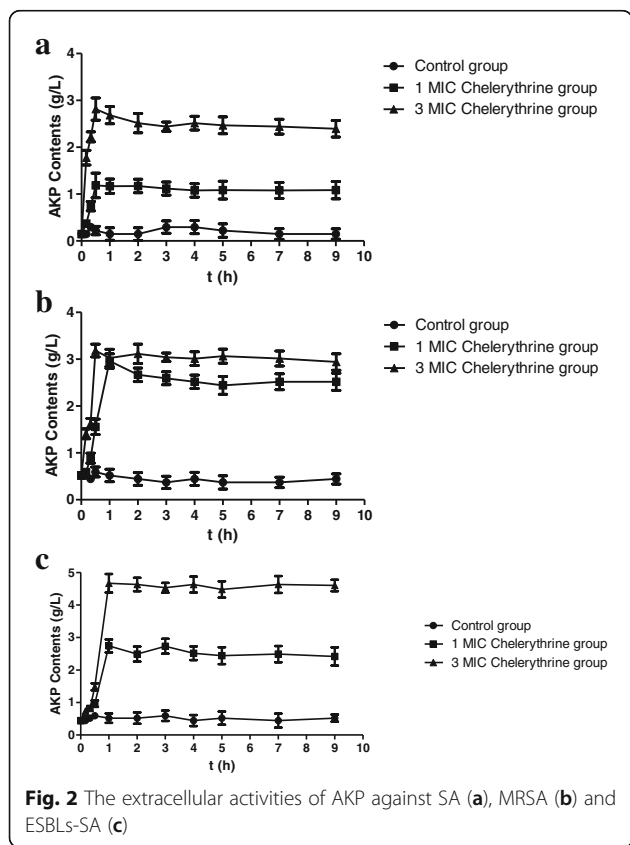 a
4
3
2
1
0
AKP Contents (g/L)
0 1 2 3 4 5 6 7 8 9 10
t (h)
Control group
1 MIC Chelerythrine group
3 MIC Chelerythrine group
b
4
3
2
1
0
AKP Contents (g/L)
0 1 2 3 4 5 6 7 8 9 10
t (h)
Control group
1 MIC Chelerythrine group
3 MIC Chelerythrine group
c
5
4
3
2
1
0
AKP Contents (g/L)
0 1 2 3 4 5 6 7 8 9 10
t (h)
Control group
1 MIC Chelerythrine group
3 MIC Chelerythrine group
Fig. 2 The extracellular activities of AKP against SA (a), MRSA (b) and
ESBLs-SA (c)